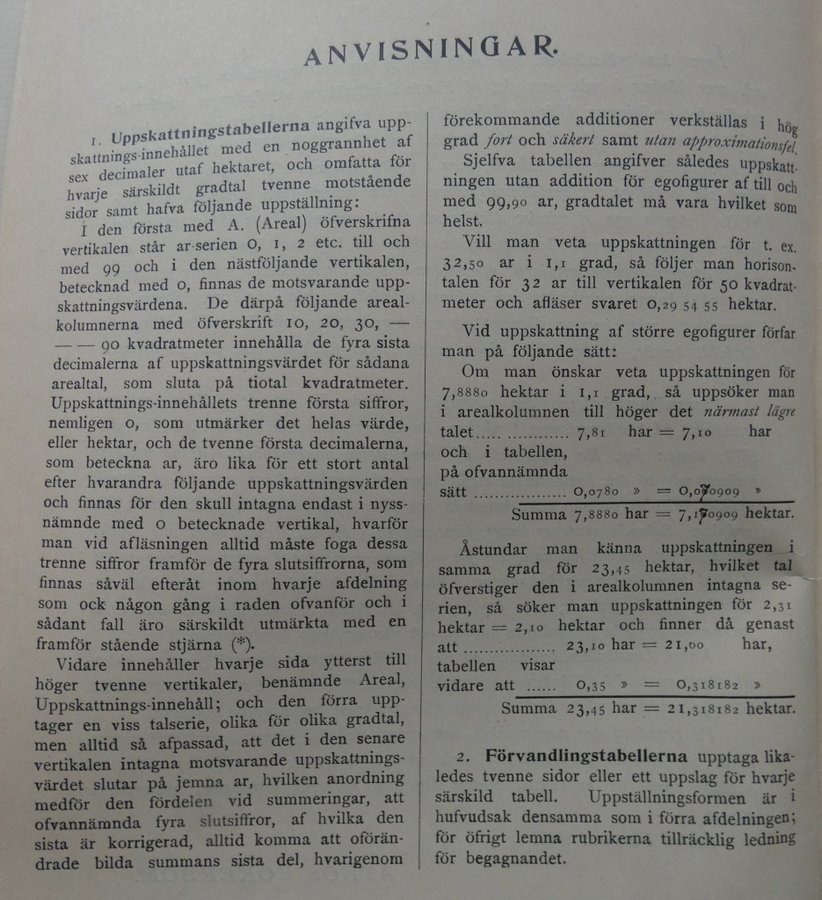 ANVISNINGAR.
1. Uppskattningstabellerna angifva upp-
skattnings-innehållet med en noggrannhet af
sex decimaler utaf hektaret, och omfatta för
hvarje särskildt gradtal tvenne motstående
sidor samt hafva följande uppställning:
I den första med A. (Areal) öfverskrifna
vertikalen står ar-serien 0, 1, 2 etc. till och
med 99 och i den nästföljande vertikalen,
betecknad med 0, finnas de motsvarande upp-
skattningsvärdena. De därpå följande areal-
kolumnerna med öfverskrift 10, 20, 30, —
— — 90 kvadratmeter innehålla de fyra sista
decimalerna af uppskattningsvärdet för sådana
arealtal, som sluta på tiotal kvadratmeter.
Uppskattnings-innehållets trenne första siffror,
nemligen 0, som utmärker det helas värde,
eller hektar, och de tvenne första decimalerna,
som beteckna ar, äro lika för ett stort antal
efter hvarandra följande uppskattningsvärden
och finnas för den skull intagna endast i nyss-
nämnde med 0 betecknade vertikal, hvarför
man vid afläsningen alltid måste foga dessa
trenne siffror framför de fyra slutsiffrorna, som
finnas såväl efteråt inom hvarje afdelning
som ock någon gång i raden ofvanför och i
sådant fall äro särskildt utmärkta med en
framför stående stjärna (*).
Vidare innehåller hvarje sida ytterst till
höger tvenne vertikaler, benämnde Areal,
Uppskattnings-innehåll; och den förra upp-
tager en viss talserie, olika för olika gradtal,
men alltid så afpassad, att det i den senare
vertikalen intagna motsvarande uppskattnings-
värdet slutar på jemna ar, hvilken anordning
medför den fördelen vid summeringar, att
ofvannämnda fyra slutsiffror, af hvilka den
sista är korrigerad, alltid komma att oförän-
drade bilda summans sista del, hvarigenom
förekommande additioner verkställas i hög
grad fort och säkert samt utan approximationsfel.
Sjelfva tabellen angifver således uppskatt-
ningen utan addition för egofigurer af till och
med 99,90 ar, gradtalet må vara hvilket som
helst.
Vill man veta uppskattningen för t. ex.
32,50 ar i 1,1 grad, så följer man horison-
talen för 32 ar till vertikalen för 50 kvadrat-
meter och afläser svaret 0,29 54 55 hektar.
Vid uppskattning af större egofigurer förfar
man på följande sätt:
Om man önskar veta uppskattningen för
7,8880 hektar i 1,1 grad, så uppsöker man
i arealkolumnen till höger det närmast lägre
talet.................. 7,81 har = 7,10 har
och i tabellen,
på ofvannämnda
sätt .................. 0,0780 » = 0,070909 »
Summa 7,8880 har = 7,170909 hektar.
Åstundar man känna uppskattningen i
samma grad för 23,45 hektar, hvilket tal
öfverstiger den i arealkolumnen intagna se-
rien, så söker man uppskattningen för 2,31
hektar = 2,10 hektar och finner då genast
att .................. 23,10 har = 21,00 har,
tabellen visar
vidare att ...... 0,35 » = 0,318182 »
Summa 23,45 har = 21,318182 hektar.
2. Förvandlingstabellerna upptaga lika-
ledes tvenne sidor eller ett uppslag för hvarje
särskild tabell. Uppställningsformen är i
hufvudsak densamma som i förra afdelningen;
för öfrigt lemna rubrikerna tillräcklig ledning
för begagnandet.